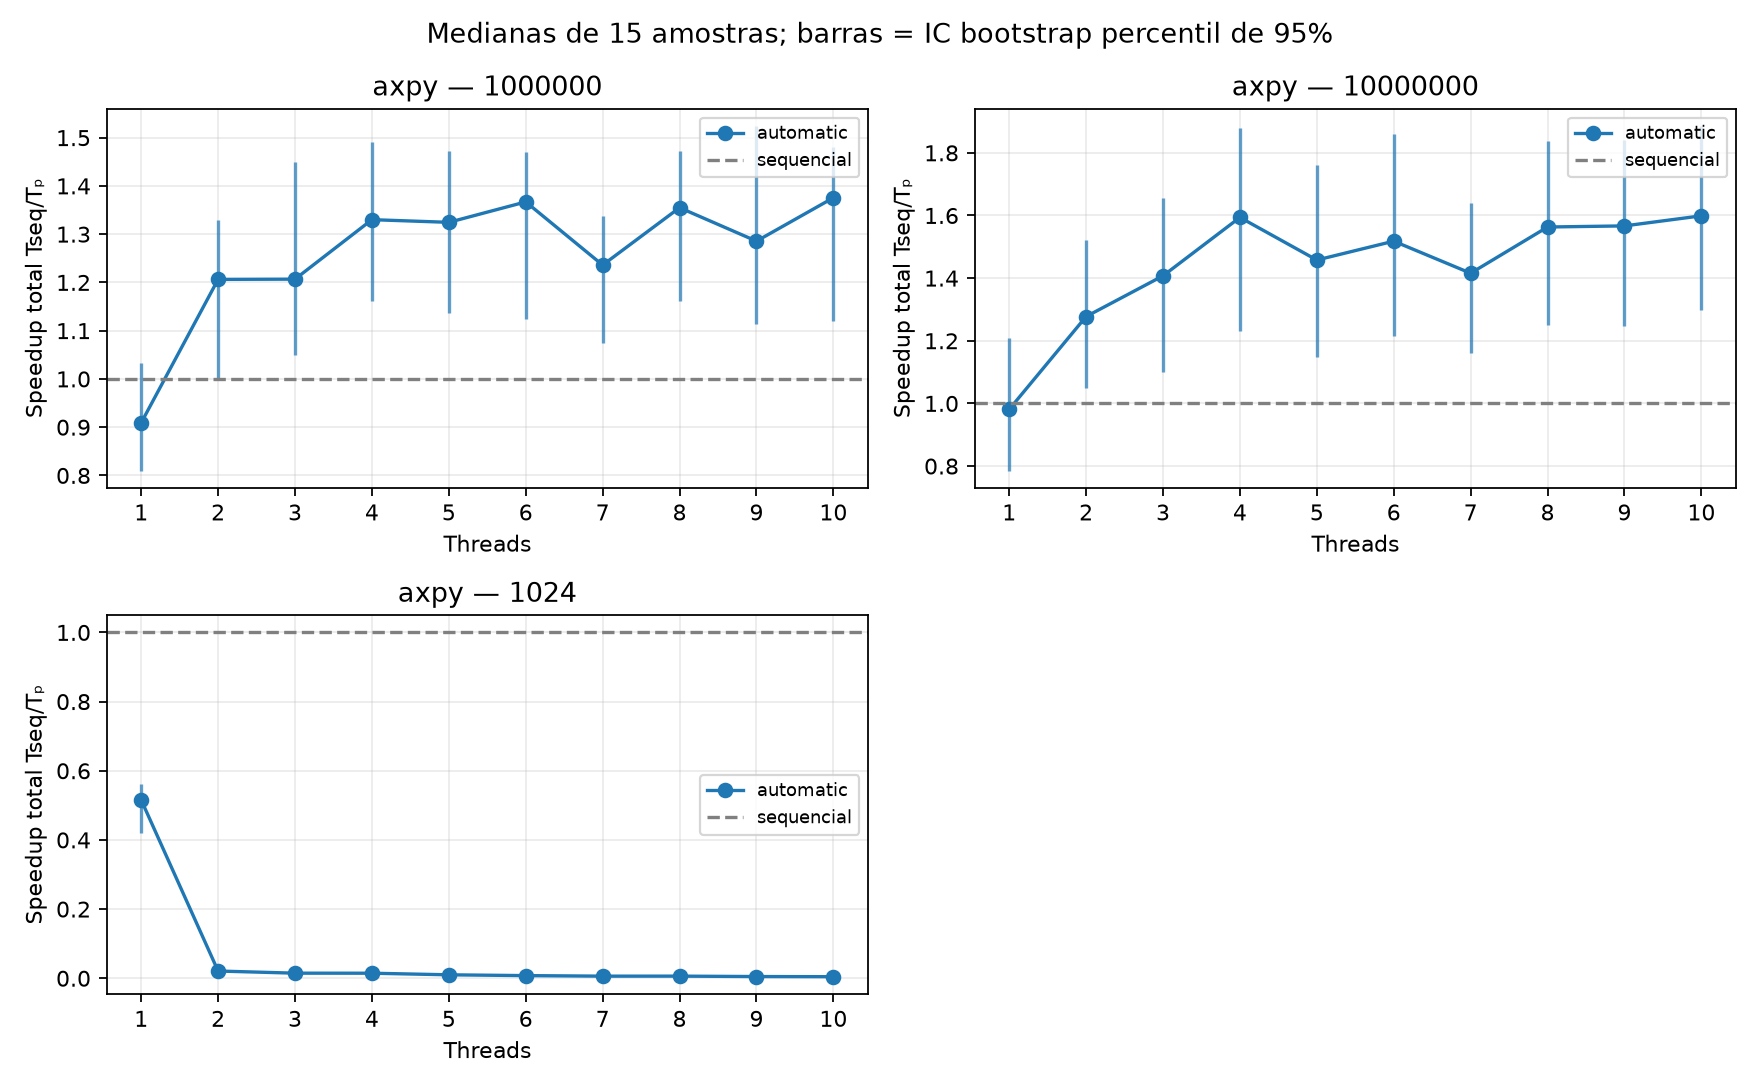 Medianas de 15 amostras; barras = IC bootstrap percentil de 95%
axpy — 1000000
Speedup total Tseq/Tₚ
1.5
1.4
1.3
1.2
1.1
1.0
0.9
0.8
automatic
sequencial
1 2 3 4 5 6 7 8 9 10
Threads
axpy — 10000000
Speedup total Tseq/Tₚ
1.8
1.6
1.4
1.2
1.0
0.8
automatic
sequencial
1 2 3 4 5 6 7 8 9 10
Threads
axpy — 1024
Speedup total Tseq/Tₚ
1.0
0.8
0.6
0.4
0.2
0.0
automatic
sequencial
1 2 3 4 5 6 7 8 9 10
Threads